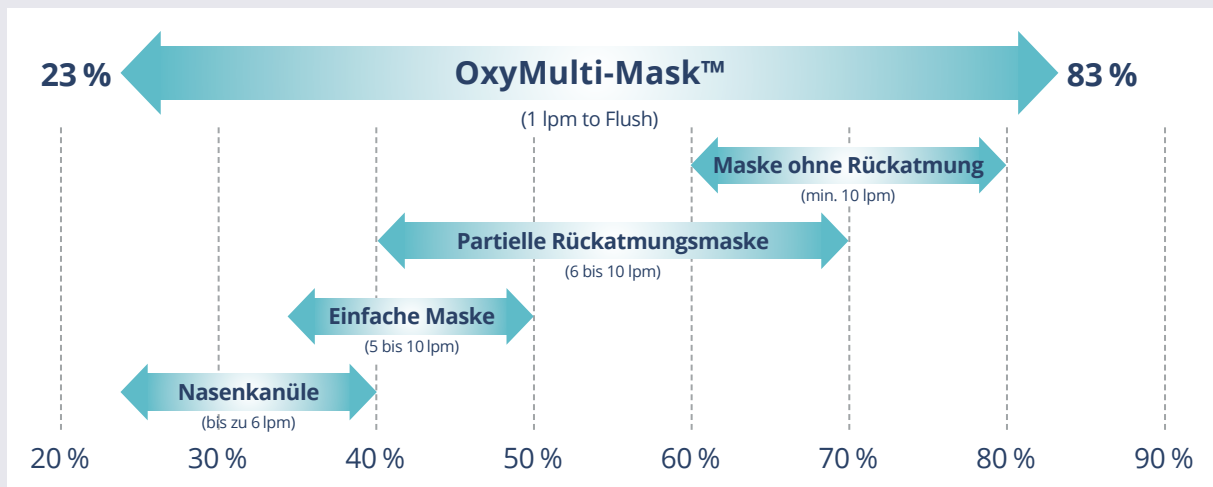 23 %
OxyMulti-Mask™
83 %
(1 lpm to Flush)
Maske ohne Rückatmung
(min. 10 lpm)
Partielle Rückatmungsmaske
(6 bis 10 lpm)
Einfache Maske
(5 bis 10 lpm)
Nasenkanüle
(bis zu 6 lpm)
20 % 30 % 40 % 50 % 60 % 70 % 80 % 90 %